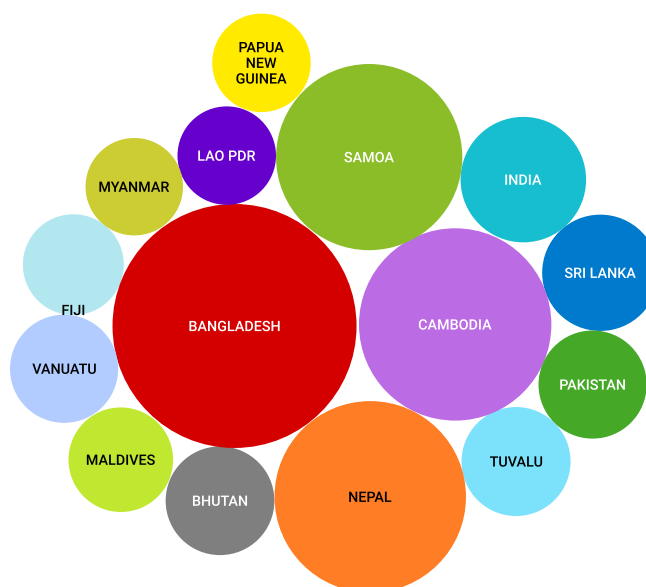 PAPUA
NEW
GUINEA
LAO PDR
SAMOA
MYANMAR
INDIA
SRI LANKA
FIJI
BANGLADESH
CAMBODIA
VANUATU
PAKISTAN
MALDIVES
TUVALU
BHUTAN
NEPAL